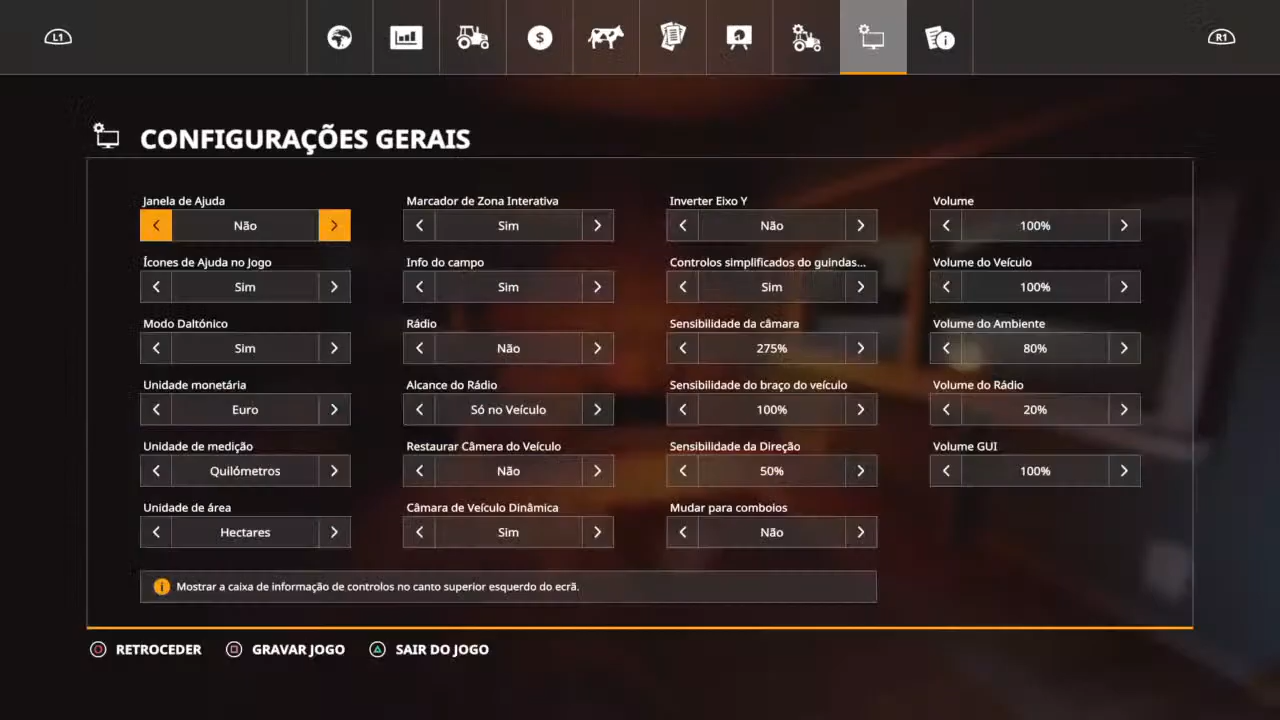 L1
R1
CONFIGURAÇÕES GERAIS
Janela de Ajuda
Não
Ícones de Ajuda no Jogo
Sim
Modo Daltónico
Sim
Unidade monetária
Euro
Unidade de medição
Quilómetros
Unidade de área
Hectares
Marcador de Zona Interativa
Sim
Info do campo
Sim
Rádio
Não
Alcance do Rádio
Só no Veículo
Restaurar Câmera do Veículo
Não
Câmara de Veículo Dinâmica
Sim
Inverter Eixo Y
Não
Controlos simplificados do guindas...
Sim
Sensibilidade da câmara
275%
Sensibilidade do braço do veículo
100%
Sensibilidade da Direção
50%
Mudar para comboios
Não
Volume
100%
Volume do Veículo
100%
Volume do Ambiente
80%
Volume do Rádio
20%
Volume GUI
100%
Mostrar a caixa de informação de controlos no canto superior esquerdo do ecrã.
RETROCEDER
GRAVAR JOGO
SAIR DO JOGO